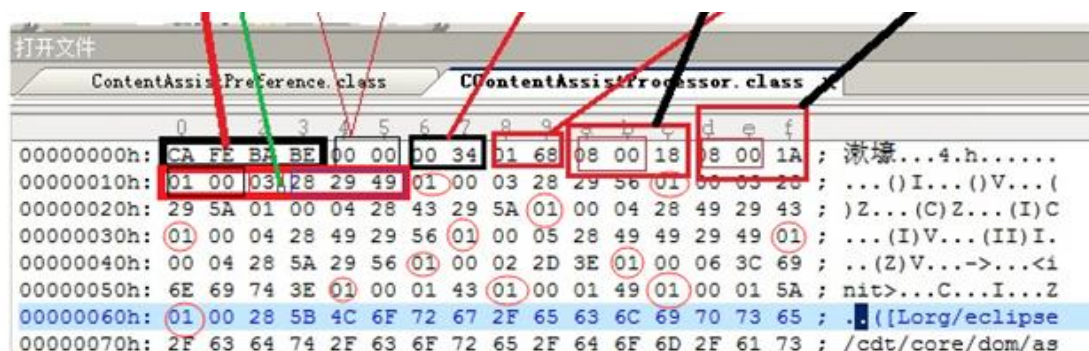 打开文件
ContentAssistPreference.class CContentAssistProcessor.class x
0 2 3 4 5 6 7 8 9 a b c d e f
00000000h: CA FE BA BE 00 00 00 34 01 68 08 00 18 08 00 1A ; 漱壕...4.h......
00000010h: 01 00 03 28 29 49 01 00 03 28 29 56 01 00 03 28 ; ...()I...()V...(
00000020h: 29 5A 01 00 04 28 43 29 5A 01 00 04 28 49 29 43 ; )Z...(C)Z...(I)C
00000030h: 01 00 04 28 49 29 56 01 00 05 28 49 49 29 49 01 ; ...(I)V...(II)I.
00000040h: 00 04 28 5A 29 56 01 00 02 2D 3E 01 00 06 3C 69 ; ..(Z)V...->...<i
00000050h: 6E 69 74 3E 01 00 01 43 01 00 01 49 01 00 01 5A ; nit>...C...I...Z
00000060h: 01 00 28 5B 4C 6F 72 67 2F 65 63 6C 69 70 73 65 ; ..([Lorg/eclipse
00000070h: 2F 63 64 74 2F 63 6F 72 65 2F 64 6F 6D 2F 61 73 ; /cdt/core/dom/as